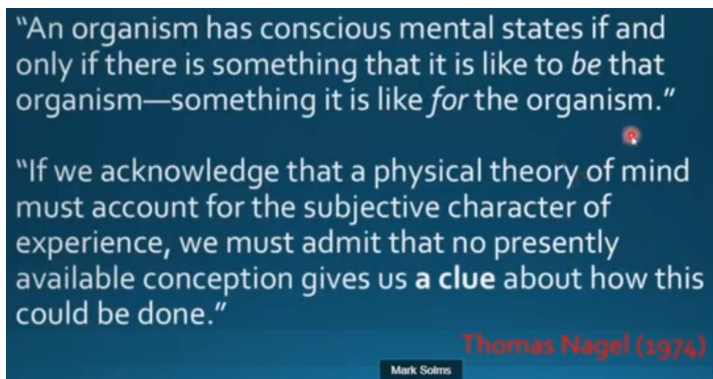 “An organism has conscious mental states if and
only if there is something that it is like to be that
organism—something it is like for the organism.”
“If we acknowledge that a physical theory of mind
must account for the subjective character of
experience, we must admit that no presently
available conception gives us a clue about how this
could be done.”
Thomas Nagel (1974)
Mark Solms